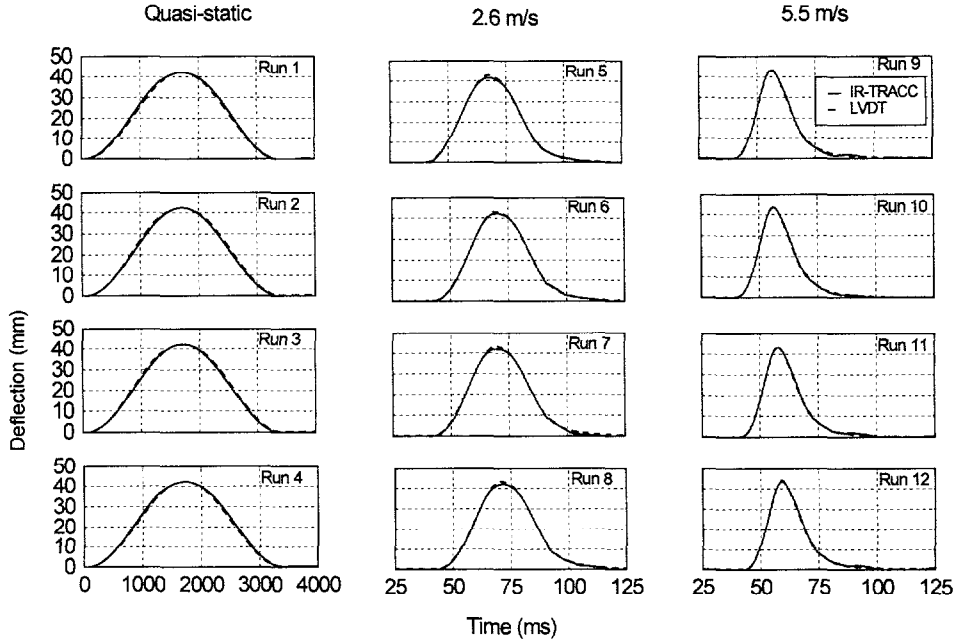 Quasi-static
2.6 m/s
5.5 m/s
50
40
30
20
10
0
Run 1
Run 5
Run 9
IR-TRACC
LVDT
50
40
30
20
10
0
Run 2
Run 6
Run 10
50
40
30
20
10
0
Run 3
Run 7
Run 11
50
40
30
20
10
0
Run 4
Run 8
Run 12
Deflection (mm)
0 1000 2000 3000 4000
25 50 75 100 125
25 50 75 100 125
Time (ms)